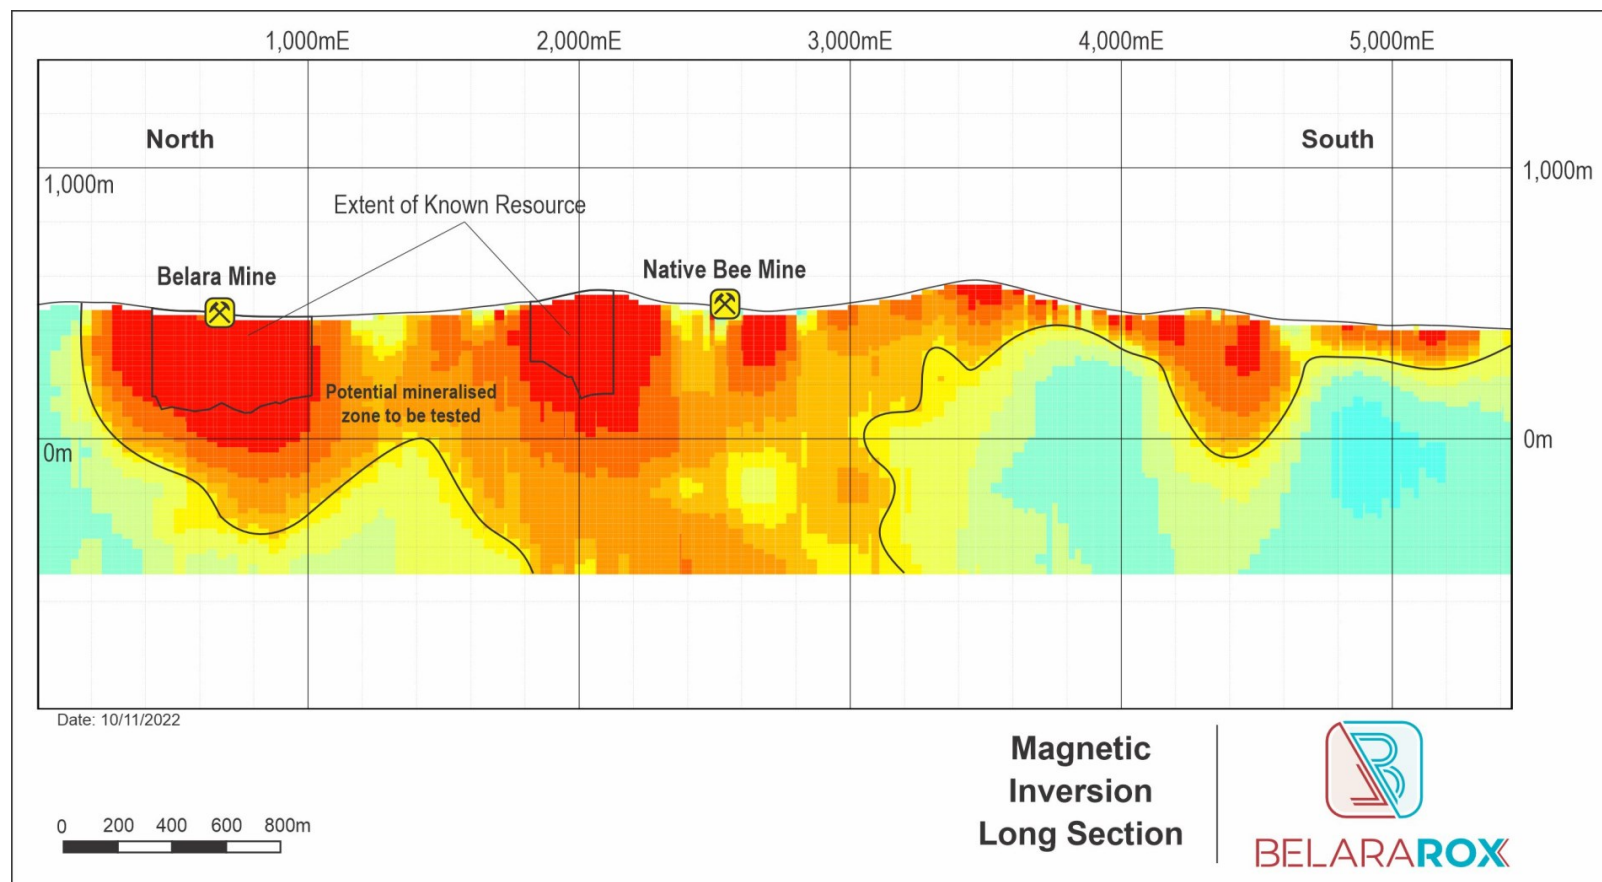 1,000mE
2,000mE
3,000mE
4,000mE
5,000mE
North
South
1,000m
1,000m
Extent of Known Resource
Belara Mine
Native Bee Mine
Potential mineralised
zone to be tested
0m
0m
Date: 10/11/2022
Magnetic
Inversion
Long Section
0 200 400 600 800m
BELARAROX